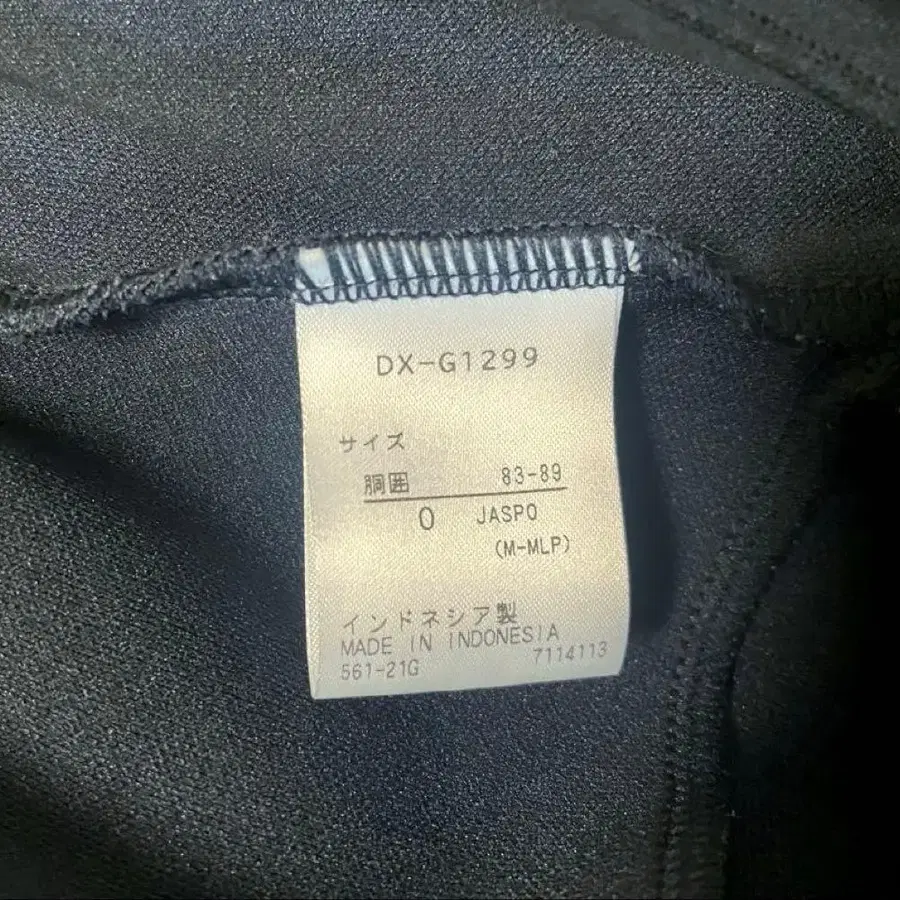 DX-G1299
サイズ
胴囲 83-89
O JASPO
(M-MLP)
インドネシア製
MADE IN INDONESIA
561-21G 7114113